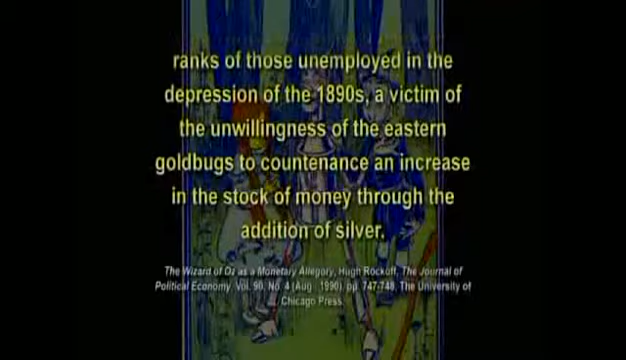 ranks of those unemployed in the
depression of the 1890s, a victim of
the unwillingness of the eastern
goldbugs to countenance an increase
in the stock of money through the
addition of silver.
The Wizard of Oz as a Monetary Allegory, Hugh Rockoff, The Journal of
Political Economy. Vol. 90, No. 4 (Aug., 1990), pp. 747-748, The University of
Chicago Press.